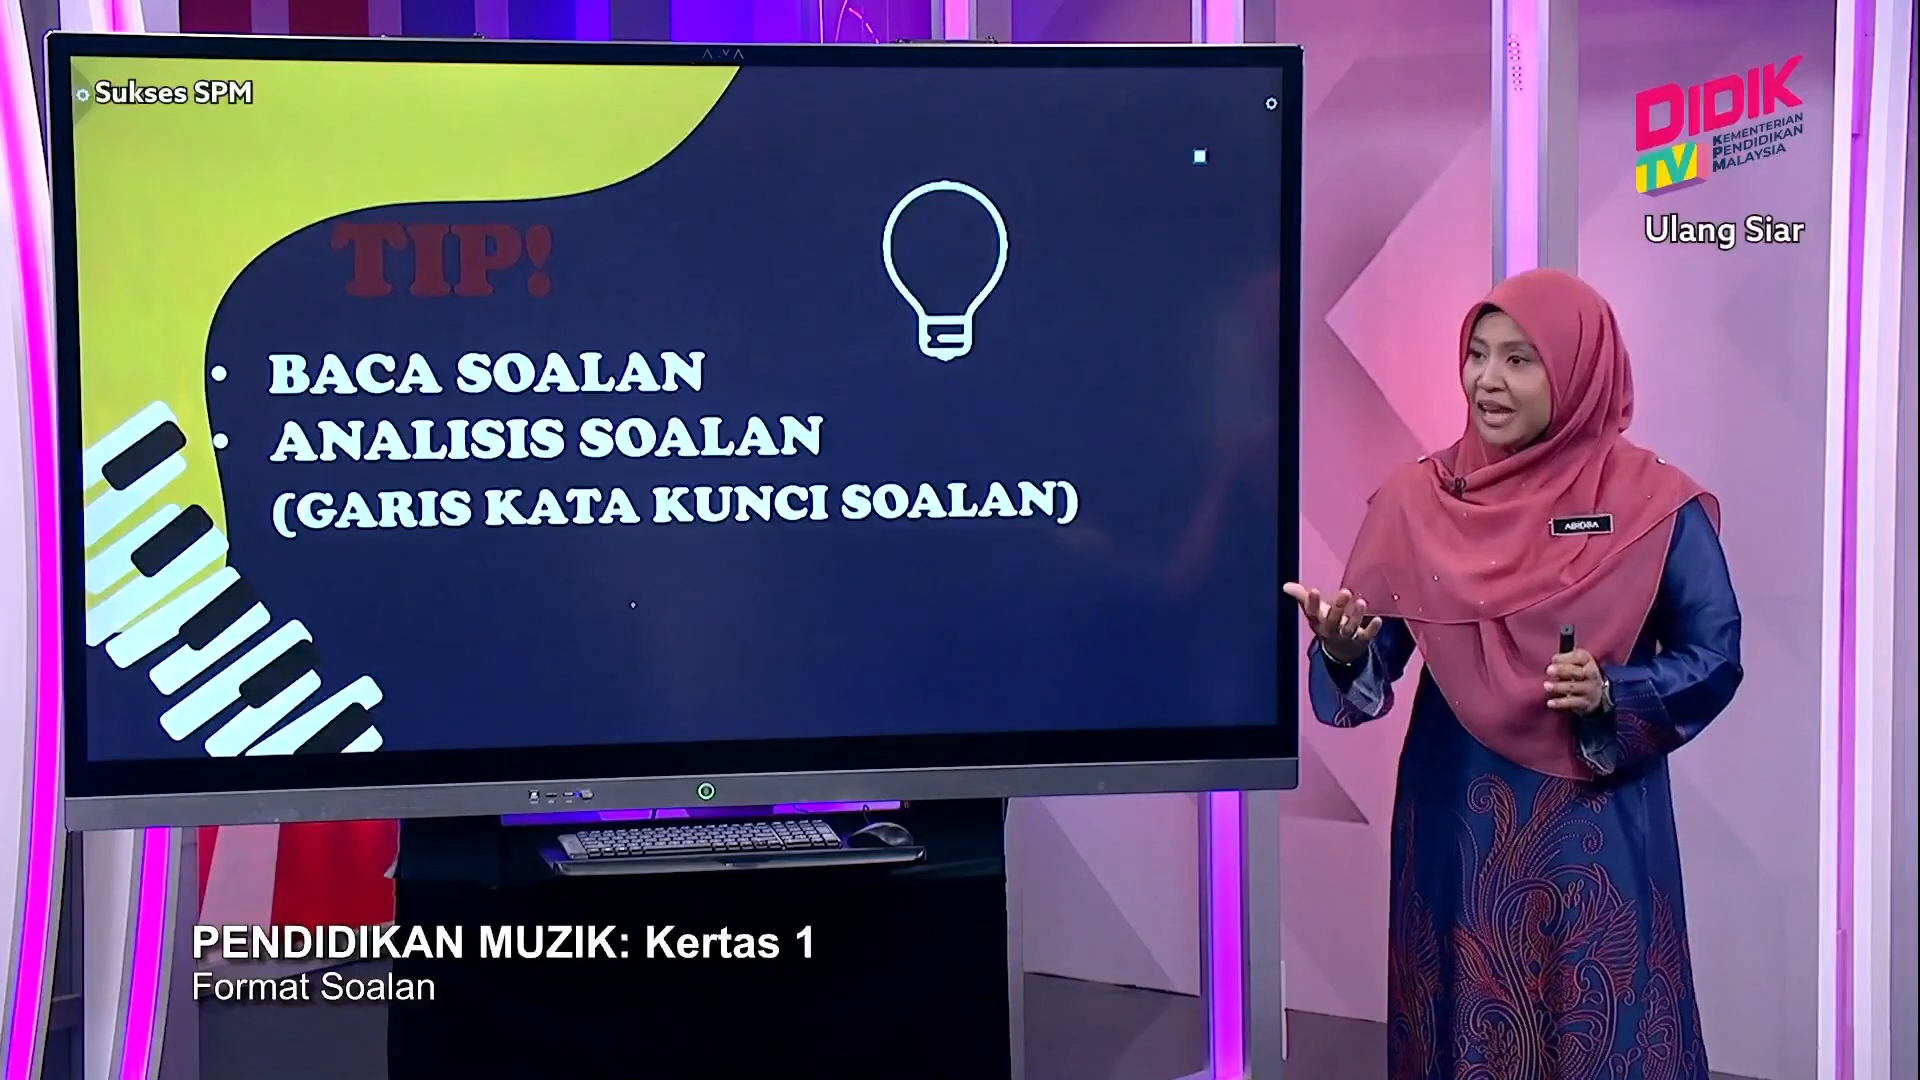 Sukses SPM
TIP!
• BACA SOALAN
• ANALISIS SOALAN
(GARIS KATA KUNCI SOALAN)
DIDIK
TV
KEMENTERIAN
PENDIDIKAN
MALAYSIA
Ulang Siar
PENDIDIKAN MUZIK: Kertas 1
Format Soalan